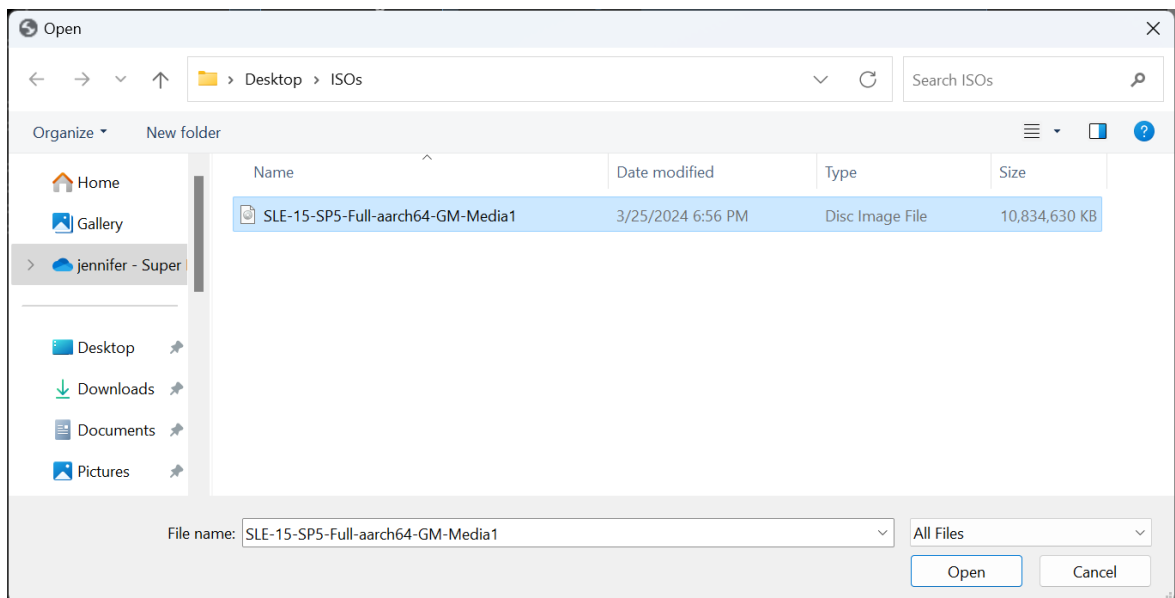 Open
Desktop > ISOs
Search ISOs
Organize
New folder
Name Date modified Type Size
SLE-15-SP5-Full-aarch64-GM-Media1 3/25/2024 6:56 PM Disc Image File 10,834,630 KB
Home
Gallery
jennifer - Super
Desktop
Downloads
Documents
Pictures
File name: SLE-15-SP5-Full-aarch64-GM-Media1 All Files
Open Cancel